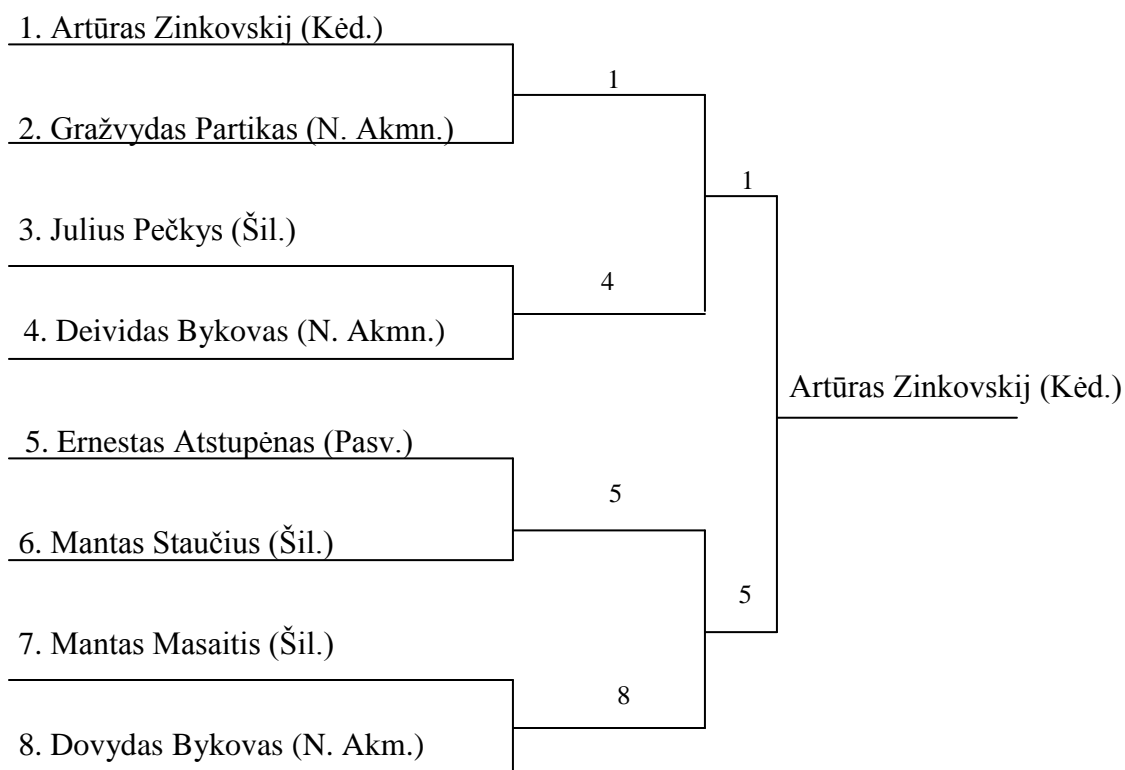 1. Artūras Zinkovskij (Kėd.)
1
2. Gražvydas Partikas (N. Akmn.)
1
3. Julius Pečkys (Šil.)
4
4. Deividas Bykovas (N. Akmn.)
Artūras Zinkovskij (Kėd.)
5. Ernestas Atstupėnas (Pasv.)
5
6. Mantas Staučius (Šil.)
5
7. Mantas Masaitis (Šil.)
8
8. Dovydas Bykovas (N. Akm.)